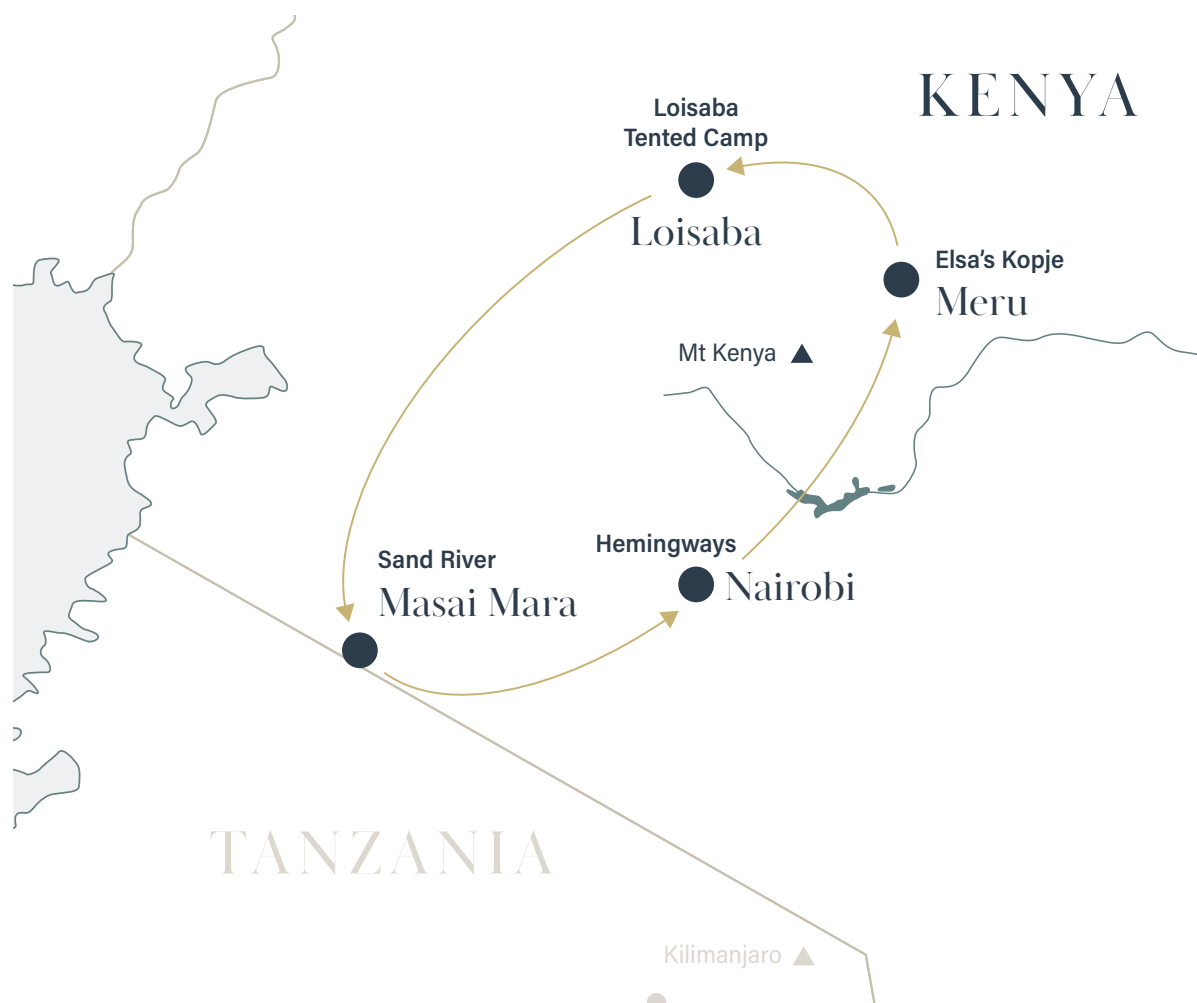 KENYA
Loisaba
Tented Camp
Loisaba
Elsa's Kopje
Meru
Mt Kenya
Hemingways
Nairobi
Sand River
Masai Mara
TANZANIA
Kilimanjaro